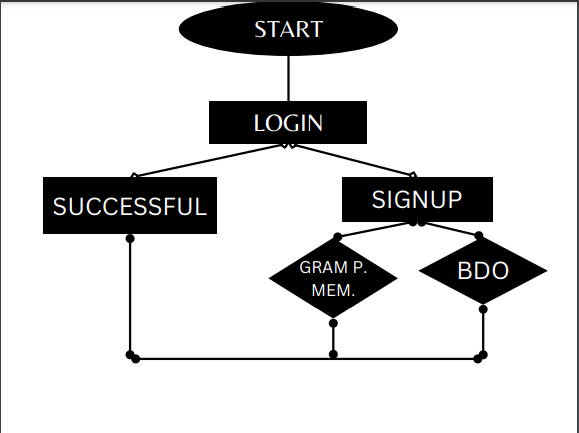 START
LOGIN
SUCCESSFUL
SIGNUP
GRAM P.
MEM.
BDO